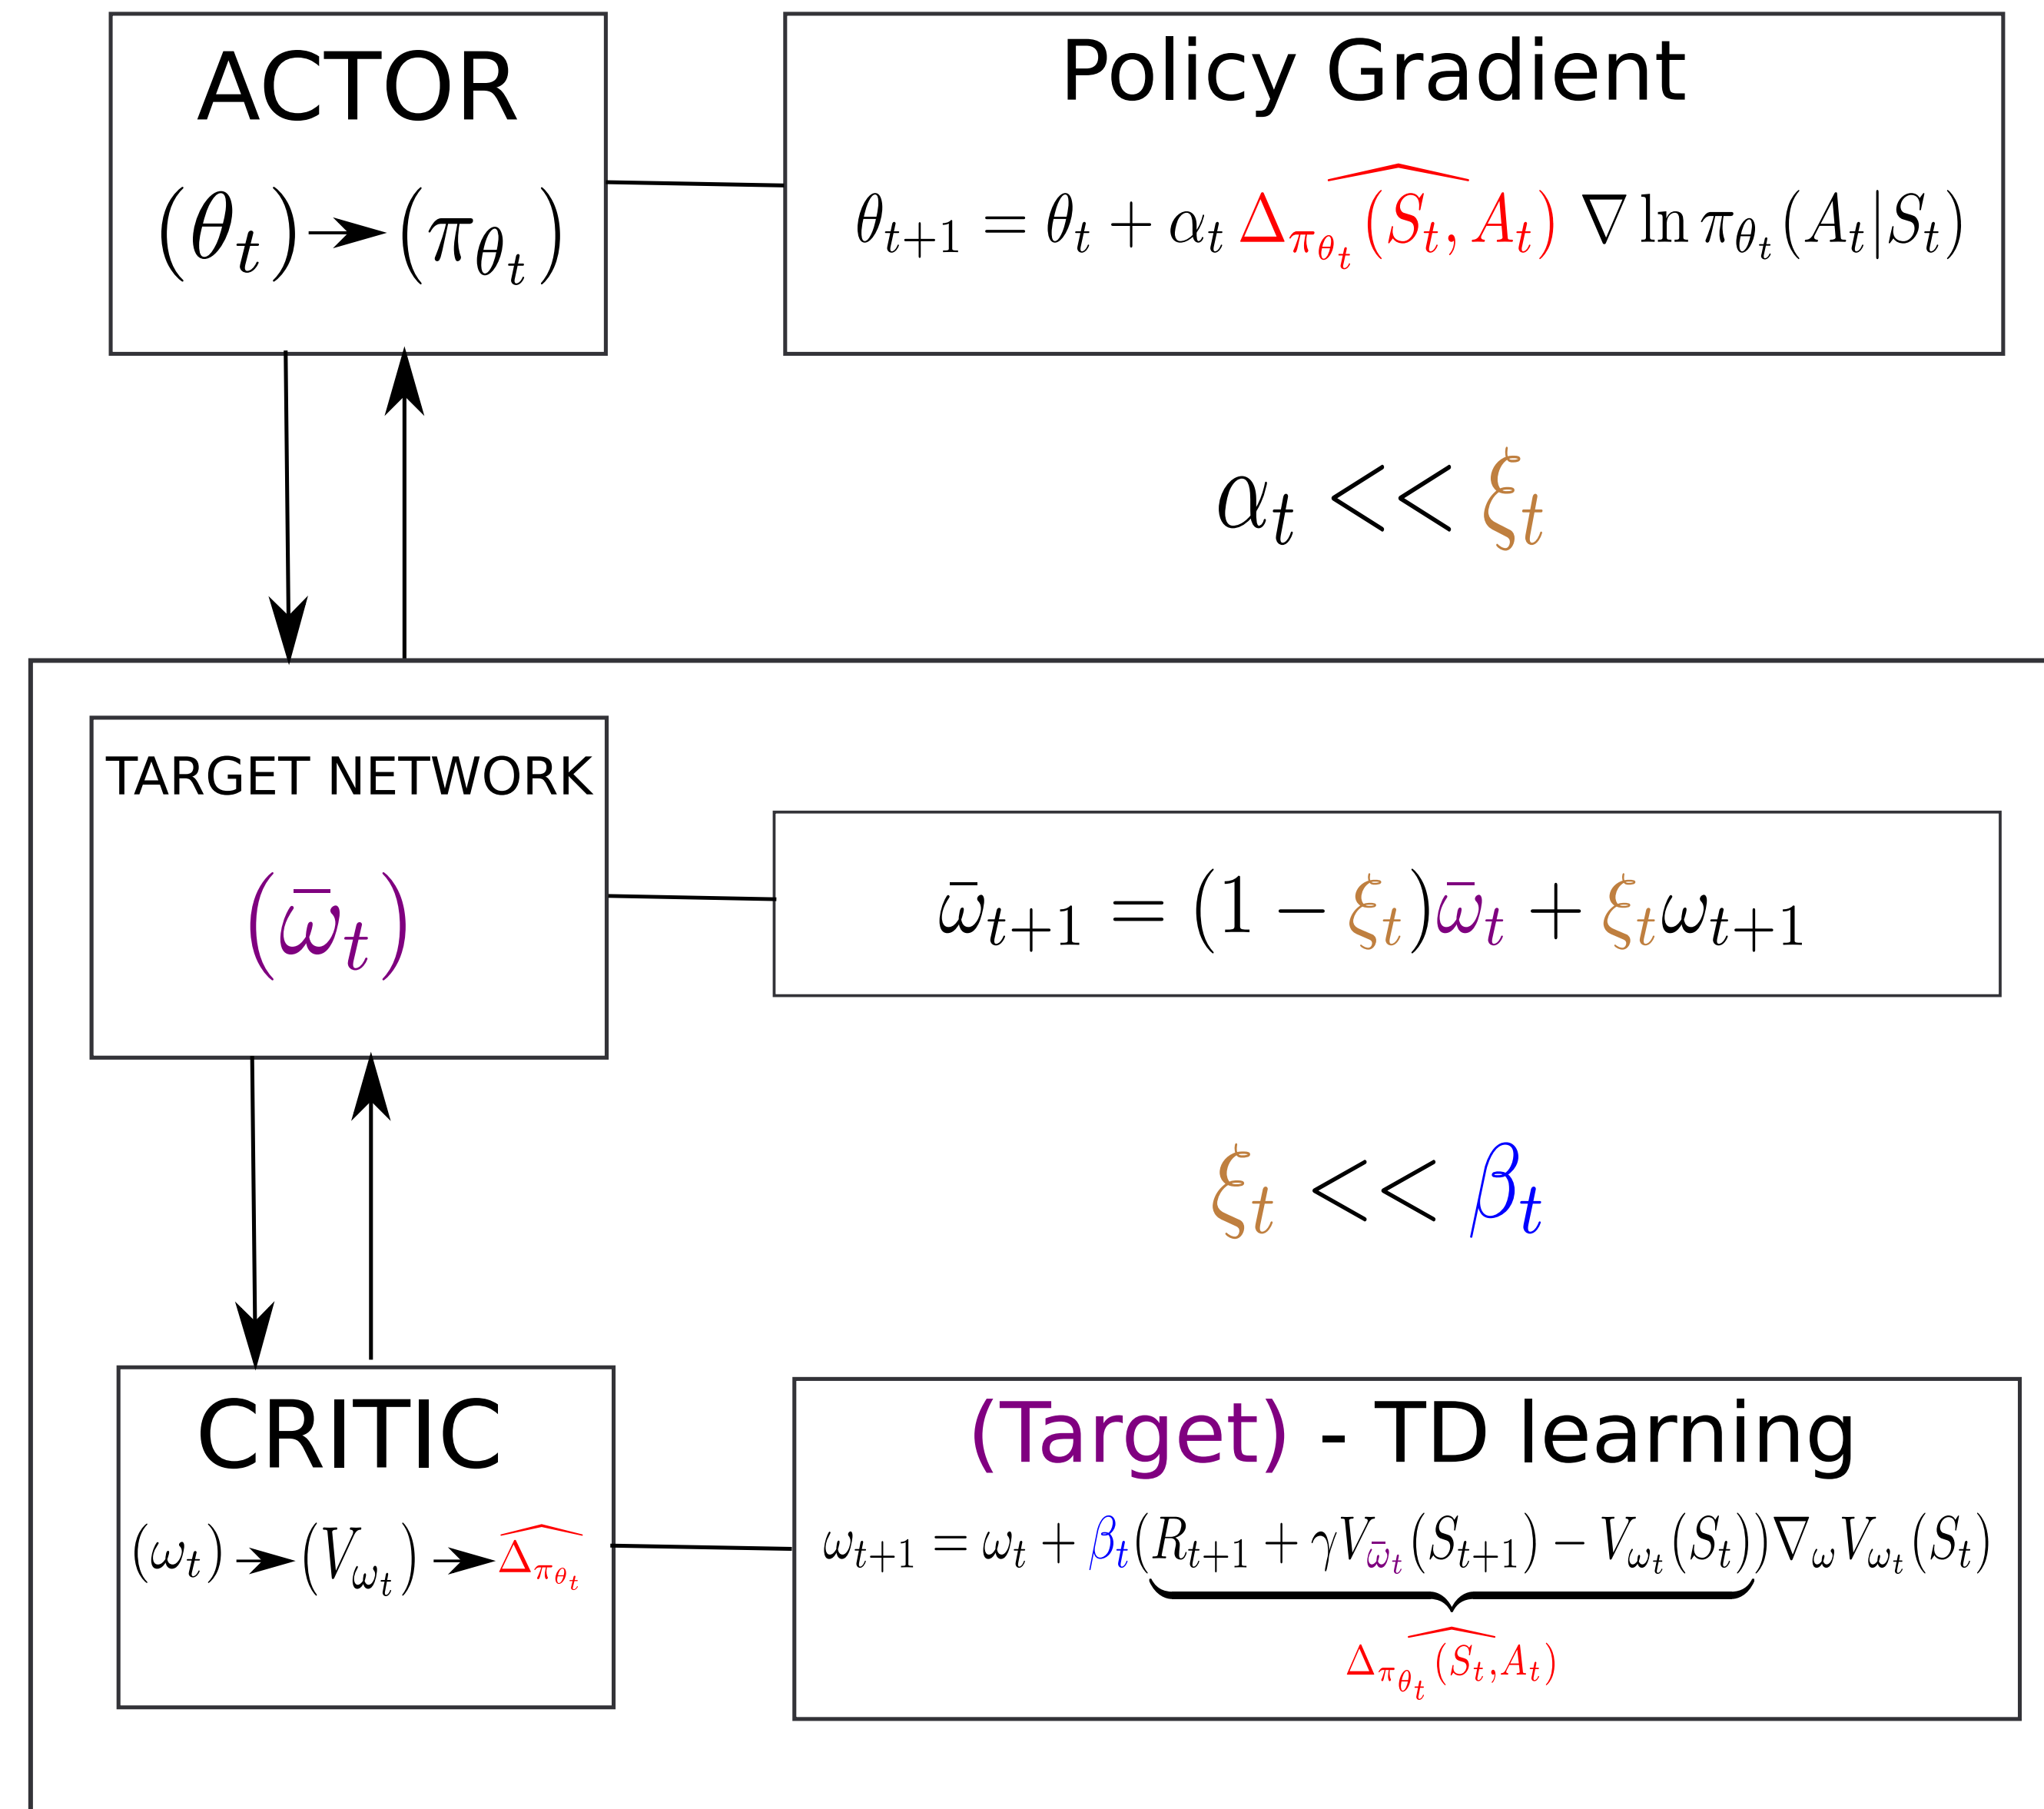 ACTOR
(θ_t) → (π_{θ_t})
Policy Gradient
θ_{t+1} = θ_t + α_t \widehat{Δ_{π_{θ_t}}(S_t, A_t)} ∇ ln π_{θ_t}(A_t|S_t)
α_t << ξ_t
TARGET NETWORK
(ω̄_t)
ω̄_{t+1} = (1 − ξ_t)ω̄_t + ξ_t ω_{t+1}
ξ_t << β_t
CRITIC
(ω_t) → (V_{ω_t}) → \widehat{Δ_{π_{θ_t}}}
(Target) - TD learning
ω_{t+1} = ω_t + β_t(R_{t+1} + γV_{ω̄_t}(S_{t+1}) − V_{ω_t}(S_t))∇_ω V_{ω_t}(S_t)
\widehat{Δ_{π_{θ_t}}(S_t, A_t)}